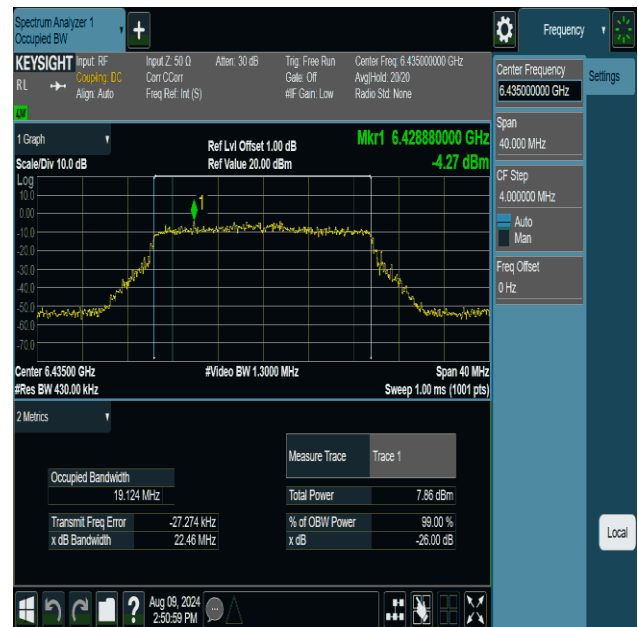 Spectrum Analyzer 1
Occupied BW
+
Frequency
KEYSIGHT
RL
Input: RF
Coupling: DC
Align: Auto
Input Z: 50 Ω
Corr CCorr
Freq Ref: Int (S)
Atten: 30 dB
Trig: Free Run
Gate: Off
#IF Gain: Low
Center Freq: 6.435000000 GHz
Avg|Hold: 20/20
Radio Std: None
LW
Center Frequency
6.435000000 GHz
Settings
Span
40.000 MHz
CF Step
4.000000 MHz
Auto
Man
Freq Offset
0 Hz
Local
1 Graph
Scale/Div 10.0 dB
Ref Lvl Offset 1.00 dB
Ref Value 20.00 dBm
Mkr1 6.428880000 GHz
-4.27 dBm
Log
10.0
0.00
-10.0
-20.0
-30.0
-40.0
-50.0
-60.0
-70.0
1
Center 6.43500 GHz
#Res BW 430.00 kHz
#Video BW 1.3000 MHz
Span 40 MHz
Sweep 1.00 ms (1001 pts)
2 Metrics
Measure Trace Trace 1
Occupied Bandwidth
19.124 MHz
Total Power 7.86 dBm
Transmit Freq Error -27.274 kHz
% of OBW Power 99.00 %
x dB Bandwidth 22.46 MHz
x dB -26.00 dB
?
Aug 09, 2024
2:50:59 PM